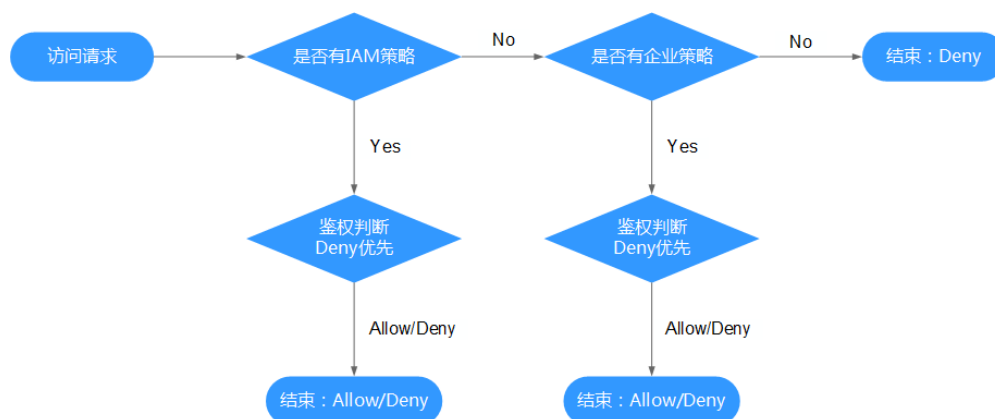 访问请求
是否有IAM策略
No
是否有企业策略
No
结束：Deny
Yes
Yes
鉴权判断
Deny优先
鉴权判断
Deny优先
Allow/Deny
Allow/Deny
结束：Allow/Deny
结束：Allow/Deny